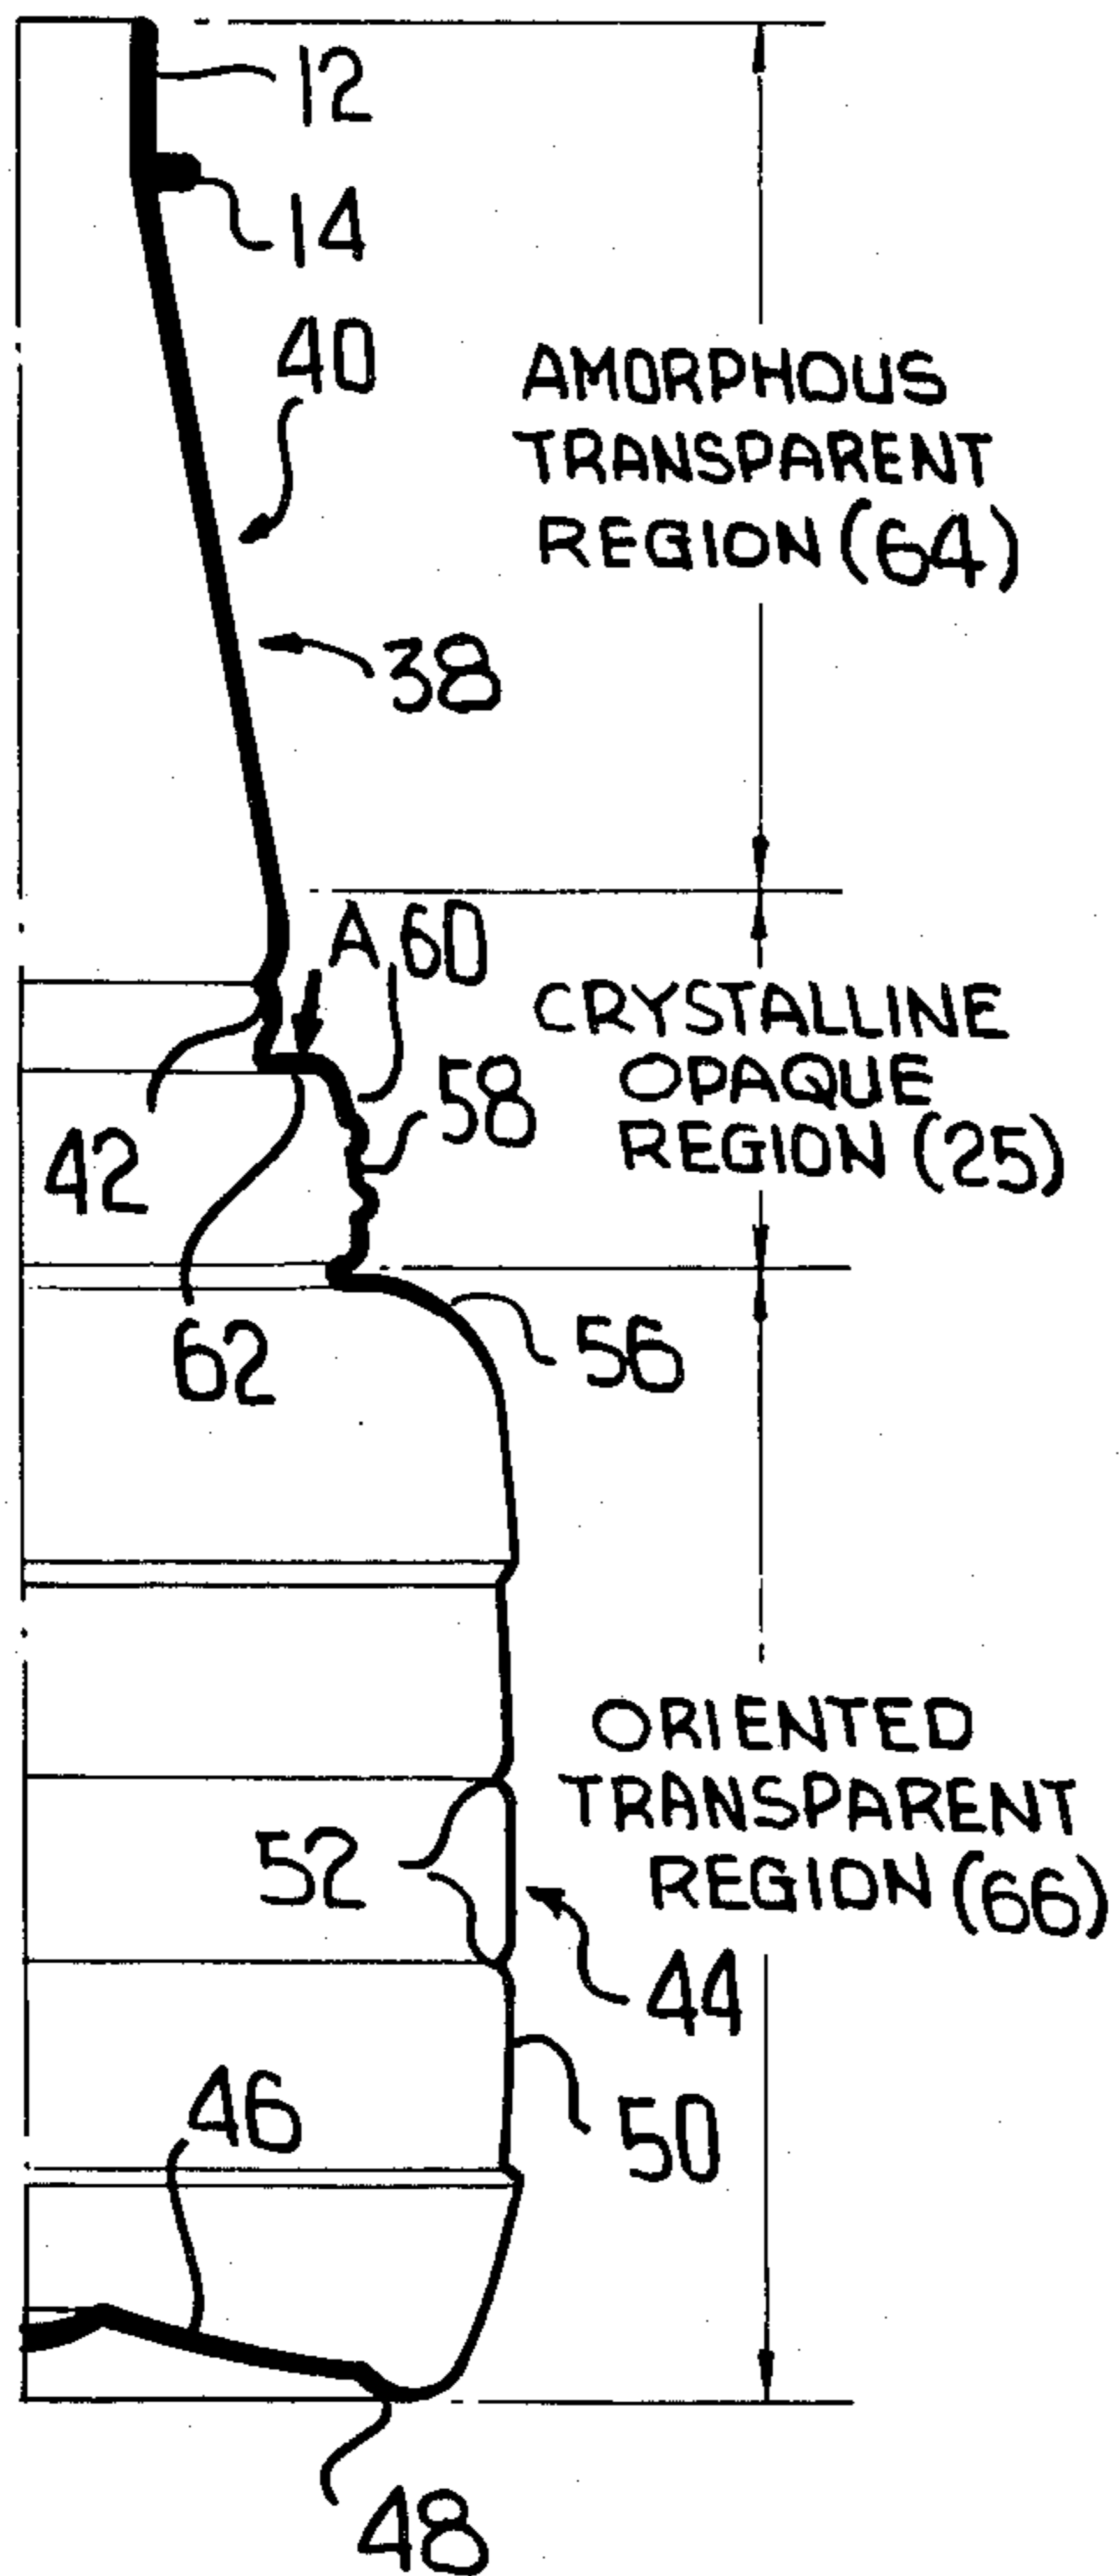 12
14
40
AMORPHOUS
TRANSPARENT
REGION (64)
38
A 60
CRYSTALLINE
OPAQUE
REGION (25)
58
42
62
56
ORIENTED
TRANSPARENT
REGION (66)
52
44
50
46
48